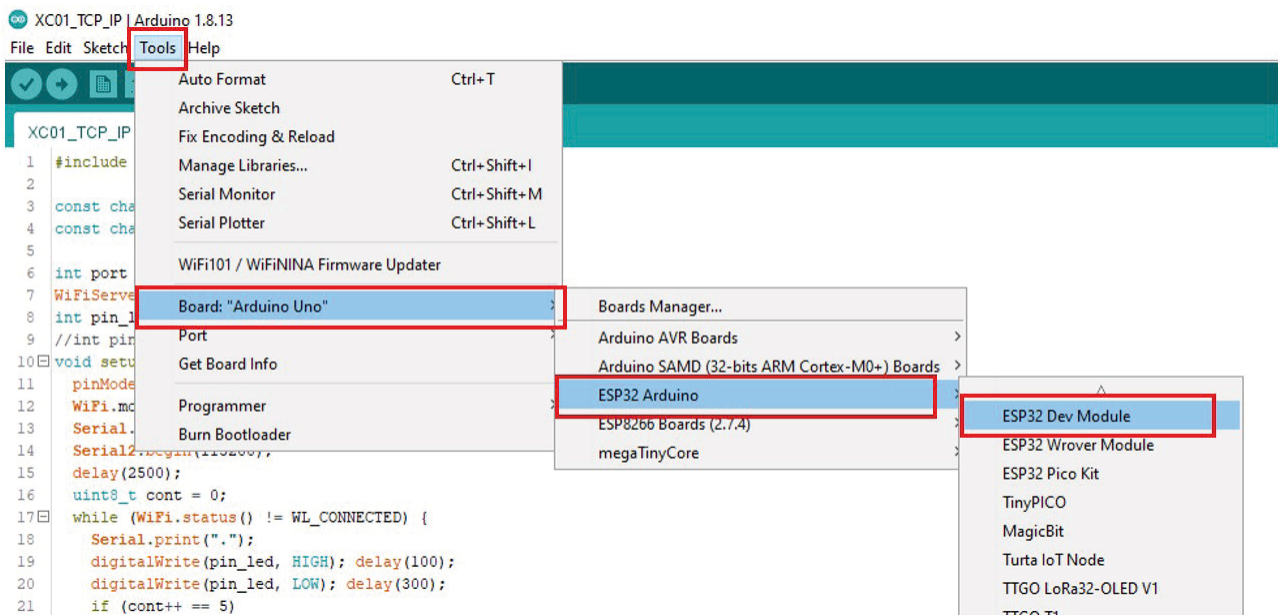 XC01_TCP_IP | Arduino 1.8.13
File Edit Sketch Tools Help
Auto Format Ctrl+T
Archive Sketch
Fix Encoding & Reload
Manage Libraries... Ctrl+Shift+I
Serial Monitor Ctrl+Shift+M
Serial Plotter Ctrl+Shift+L
WiFi101 / WiFiNINA Firmware Updater
Board: "Arduino Uno"
Port
Get Board Info
Programmer
Burn Bootloader
Boards Manager...
Arduino AVR Boards
Arduino SAMD (32-bits ARM Cortex-M0+) Boards
ESP32 Arduino
ESP8266 Boards (2.7.4)
megaTinyCore
ESP32 Dev Module
ESP32 Wrover Module
ESP32 Pico Kit
TinyPICO
MagicBit
Turta IoT Node
TTGO LoRa32-OLED V1
TTGO T1
XC01_TCP_IP
1 #include
2
3 const cha
4 const cha
5
6 int port
7 WiFiServe
8 int pin_l
9 //int pin
10 void setu
11 pinMode
12 WiFi.mo
13 Serial.
14 Serial2.begin(115200);
15 delay(2500);
16 uint8_t cont = 0;
17 while (WiFi.status() != WL_CONNECTED) {
18 Serial.print(".");
19 digitalWrite(pin_led, HIGH); delay(100);
20 digitalWrite(pin_led, LOW); delay(300);
21 if (cont++ == 5)